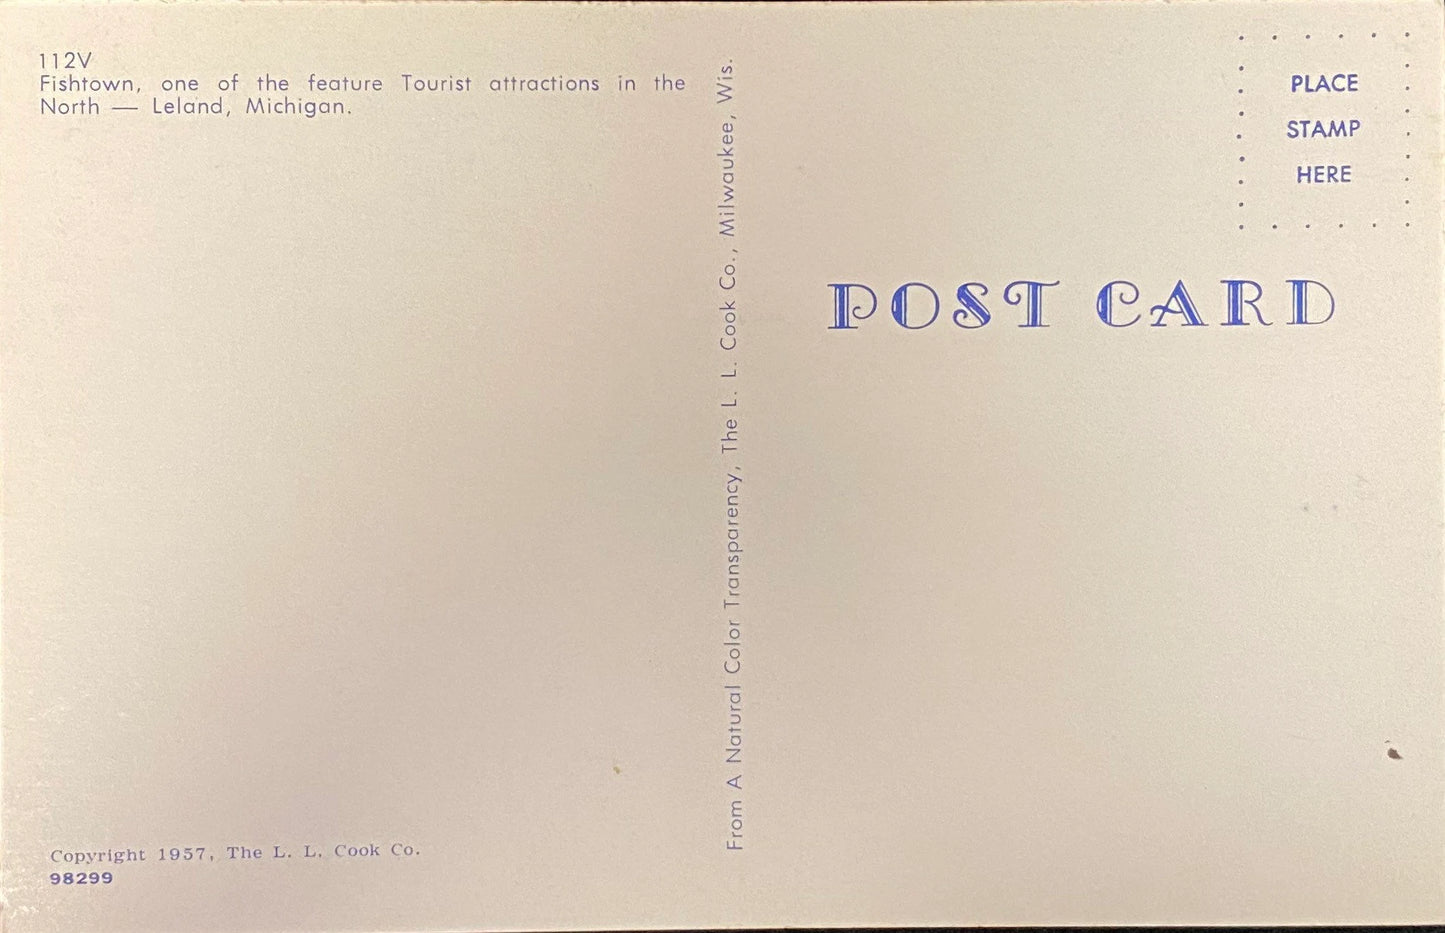 112V
Fishtown, one of the feature Tourist attractions in the
North — Leland, Michigan.
Copyright 1957, The L. L. Cook Co.
98299
From A Natural Color Transparency, The L. L. Cook Co., Milwaukee, Wis.
PLACE
STAMP
HERE
POST CARD